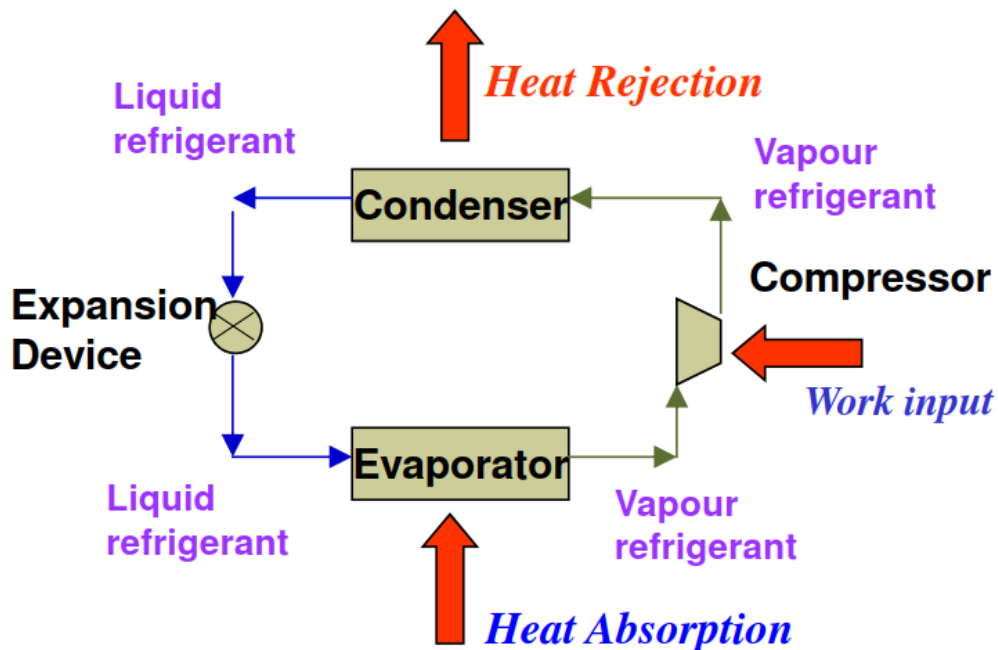 Heat Rejection
Liquid
refrigerant
Vapour
refrigerant
Condenser
Compressor
Expansion
Device
Work input
Evaporator
Liquid
refrigerant
Vapour
refrigerant
Heat Absorption